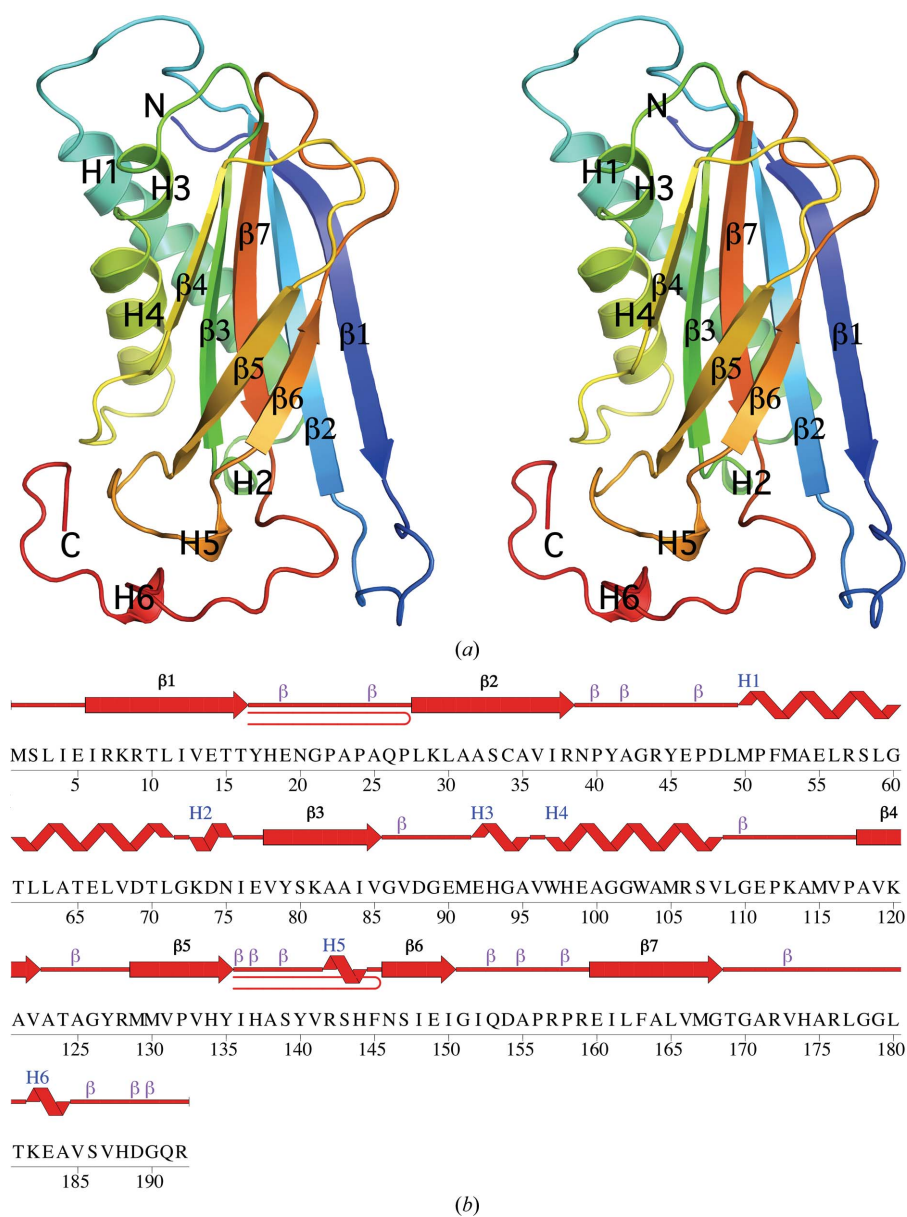 (a)
N N
H1 H3 H1 H3
β7 β7
β4 β4
H4 β3 β1 H4 β3 β1
β5 β5
β6 β6
β2 β2
H2 H2
C H5 C H5
H6 H6
(a)
β1 β β β2 β β β H1
MSLIEIRKRTLIVETTYHENGPAPAQPLKLAASCAVIRNPYAGRYEPDLMPFMAELRSLG
5 10 15 20 25 30 35 40 45 50 55 60
H2 β3 β H3 H4 β β4
TLLATELVDTLGKDNIEVYSKAAIVGVDGEMEHGAVWHEAGGWAMRSVLGEPKAMVPAVK
65 70 75 80 85 90 95 100 105 110 115 120
β β5 β β β H5 β6 β β β β7 β
AVATAGYRMMVPVHYIHASYVRSHFNSIEIGIQDAPRPREILFALVMGTGARVHARLGGL
125 130 135 140 145 150 155 160 165 170 175 180
H6 β β β
TKEAVSVHDGQR
185 190
(b)